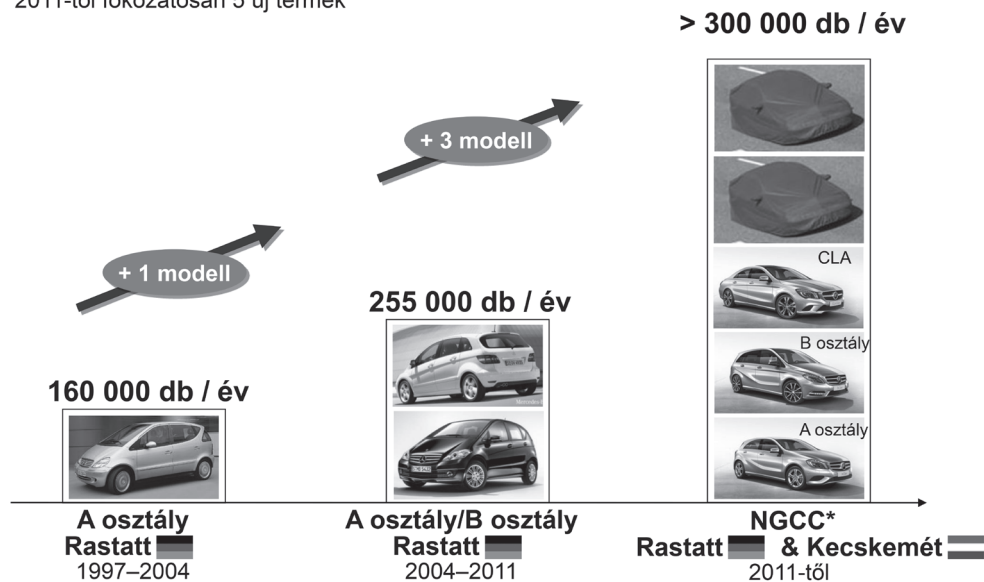 2011-től fokozatosan 5 új termék
> 300 000 db / év
+ 3 modell
+ 1 modell
CLA
255 000 db / év
B osztály
160 000 db / év
A osztály
A osztály
Rastatt
1997–2004
A osztály/B osztály
Rastatt
2004–2011
NGCC*
Rastatt & Kecskemét
2011-től